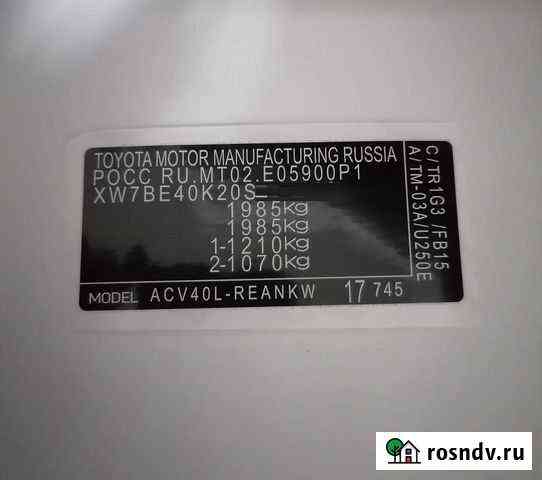 TOYOTA MOTOR MANUFACTURING RUSSIA
POCC RU.MT02.E05900P1
XW7BE40K20S
1985kg
1985kg
1-1210kg
2-1070kg
MODEL ACV40L-REANKW 17 745
C/TR1G3 /FB15
A/TM-03A/U250E
rosndv.ru